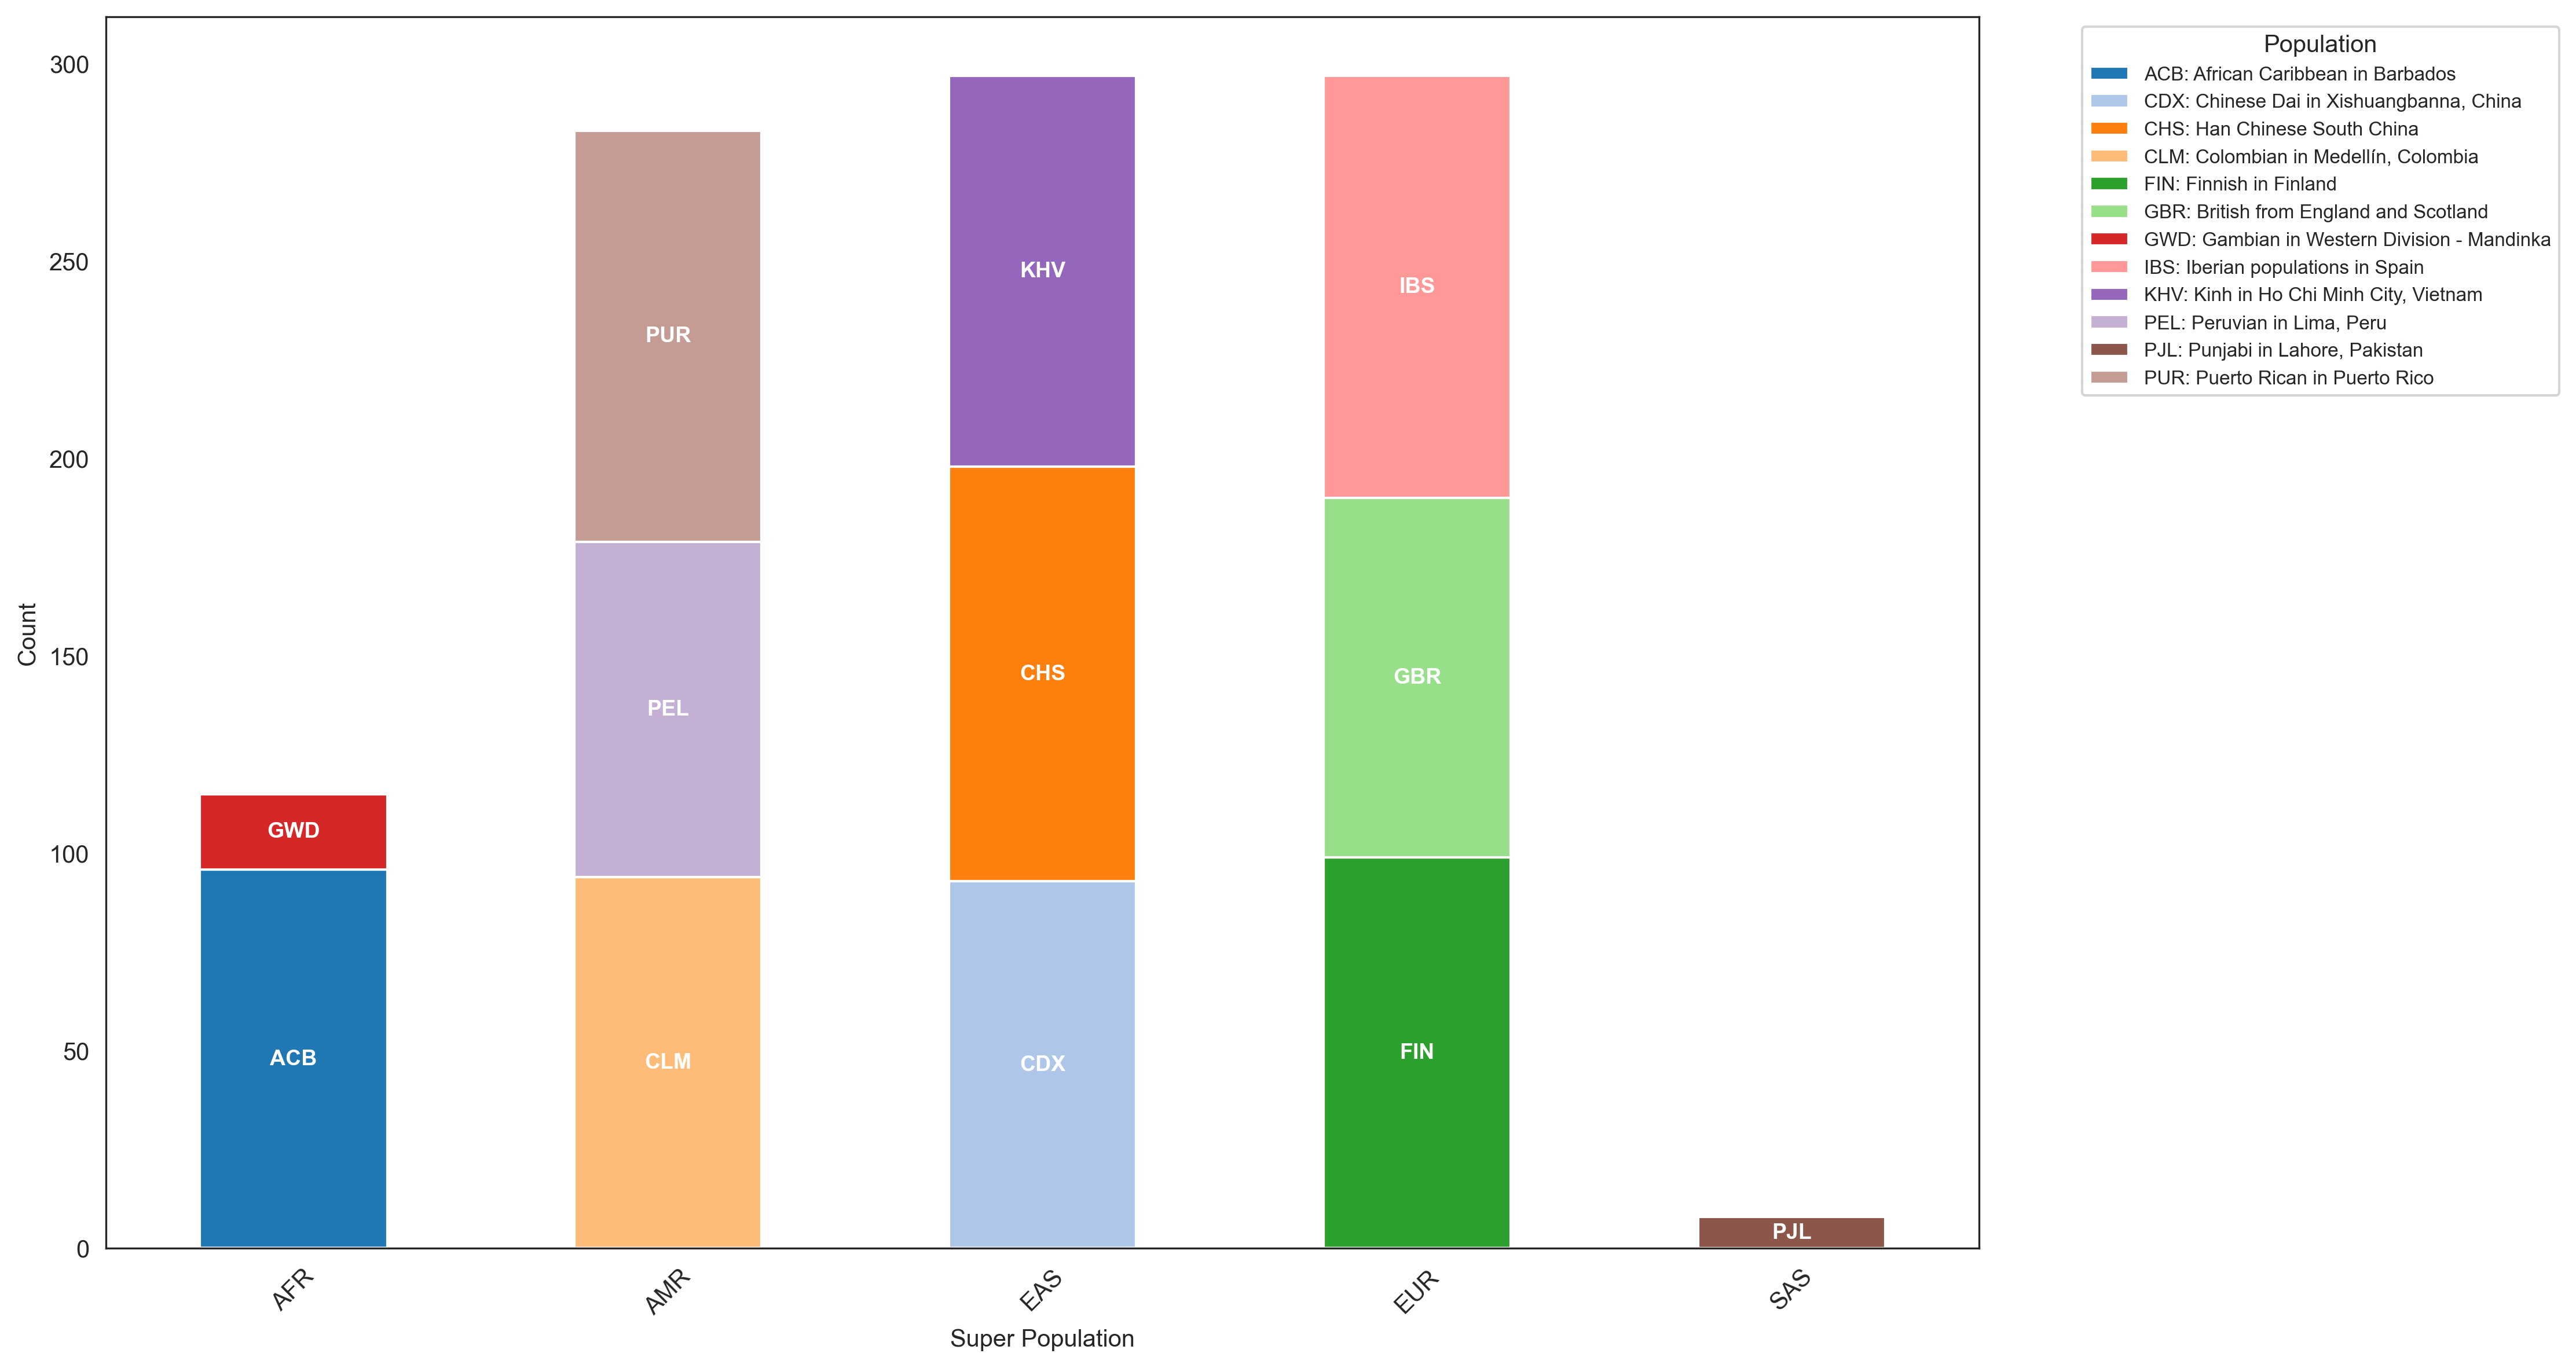 300
250
200
150
100
50
0
Count
KHV
IBS
PUR
CHS
GBR
PEL
GWD
ACB
CLM
CDX
FIN
PJL
AFR
AMR
EAS
EUR
SAS
Super Population
Population
ACB: African Caribbean in Barbados
CDX: Chinese Dai in Xishuangbanna, China
CHS: Han Chinese South China
CLM: Colombian in Medellín, Colombia
FIN: Finnish in Finland
GBR: British from England and Scotland
GWD: Gambian in Western Division - Mandinka
IBS: Iberian populations in Spain
KHV: Kinh in Ho Chi Minh City, Vietnam
PEL: Peruvian in Lima, Peru
PJL: Punjabi in Lahore, Pakistan
PUR: Puerto Rican in Puerto Rico